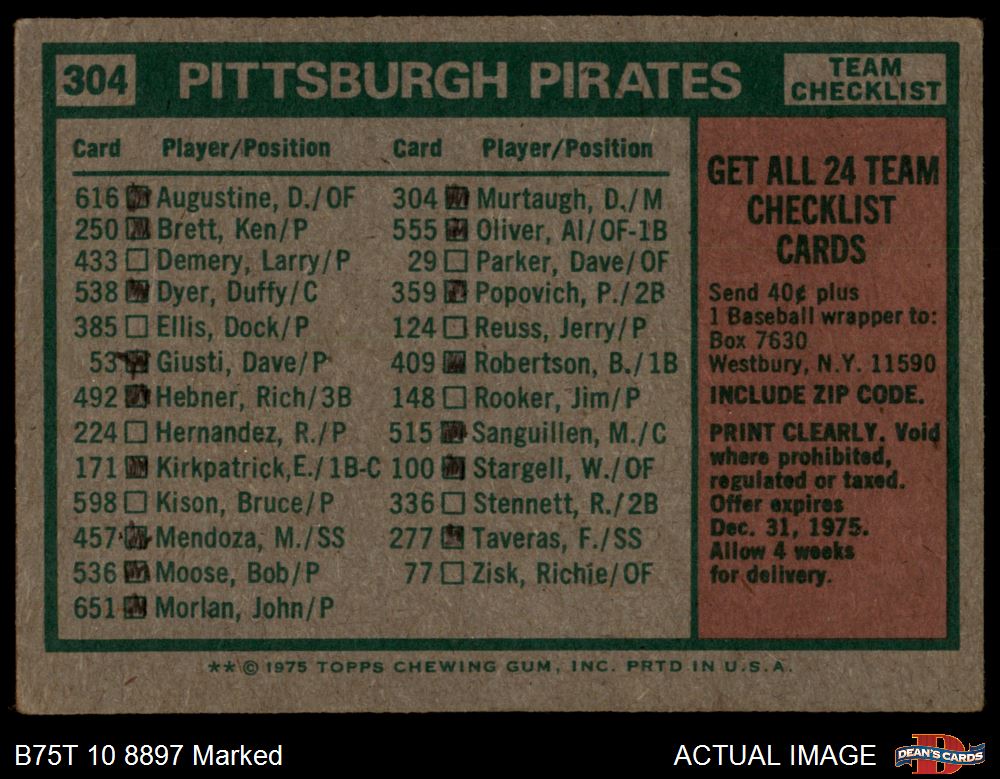 304 PITTSBURGH PIRATES TEAM CHECKLIST
Card Player/Position
616 Augustine, D./OF
250 Brett, Ken/P
433 Demery, Larry/P
538 Dyer, Duffy/C
385 Ellis, Dock/P
53 Giusti, Dave/P
492 Hebner, Rich/3B
224 Hernandez, R./P
171 Kirkpatrick,E./1B-C
598 Kison, Bruce/P
457 Mendoza, M./SS
536 Moose, Bob/P
651 Morlan, John/P
Card Player/Position
304 Murtaugh, D./M
555 Oliver, Al/OF-1B
29 Parker, Dave/OF
359 Popovich, P./2B
124 Reuss, Jerry/P
409 Robertson, B./1B
148 Rooker, Jim/P
515 Sanguillen, M./C
100 Stargell, W./OF
336 Stennett, R./2B
277 Taveras, F./SS
77 Zisk, Richie/OF
GET ALL 24 TEAM
CHECKLIST
CARDS
Send 40¢ plus
1 Baseball wrapper to:
Box 7630
Westbury, N.Y. 11590
INCLUDE ZIP CODE.
PRINT CLEARLY. Void
where prohibited,
regulated or taxed.
Offer expires
Dec. 31, 1975.
Allow 4 weeks
for delivery.
**©1975 TOPPS CHEWING GUM, INC. PRTD IN U.S.A.
B75T 10 8897 Marked
ACTUAL IMAGE
DEAN'S CARDS